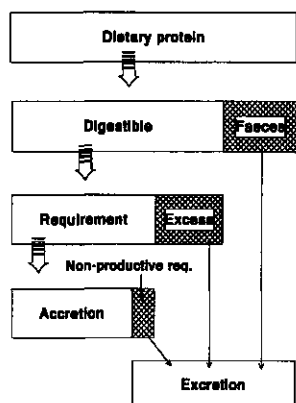 Dietary protein
Digestible Faeces
Requirement Excess
Non-productive req.
Accretion
Excretion